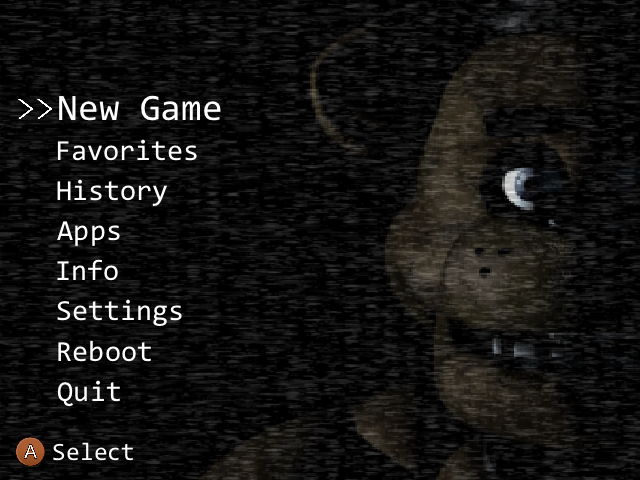 >>New Game
Favorites
History
Apps
Info
Settings
Reboot
Quit
A Select